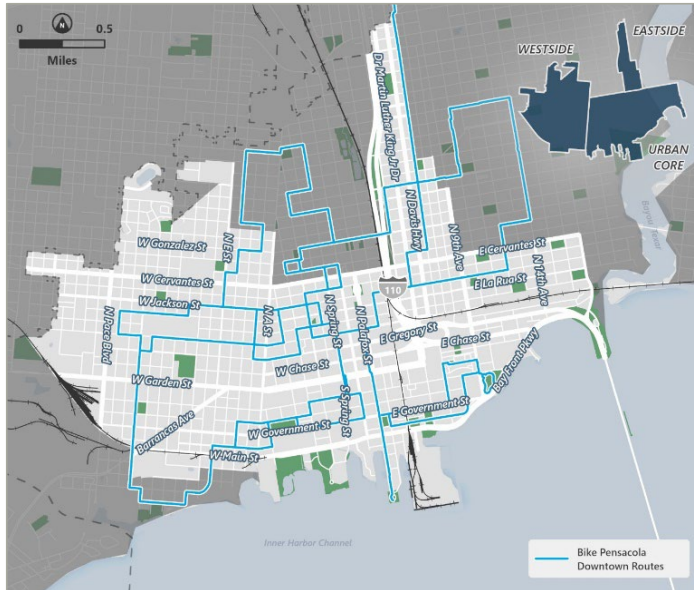 N
0 0.5
Miles
WESTSIDE
EASTSIDE
URBAN
CORE
Dr Martin Luther King Jr Dr
N Davis Hwy
N 9th Ave
E Cervantes St
N 14th Ave
E La Rua St
Bayou Texar
W Gonzalez St
N E St
W Cervantes St
W Jackson St
N A St
N Spring St
N Palafox St
110
E Gregory St
E Chase St
N Pace Blvd
W Chase St
W Garden St
Bay Front Pkwy
E Government St
S Spring St
Barrancas Ave
W Government St
W Main St
Inner Harbor Channel
Bike Pensacola
Downtown Routes